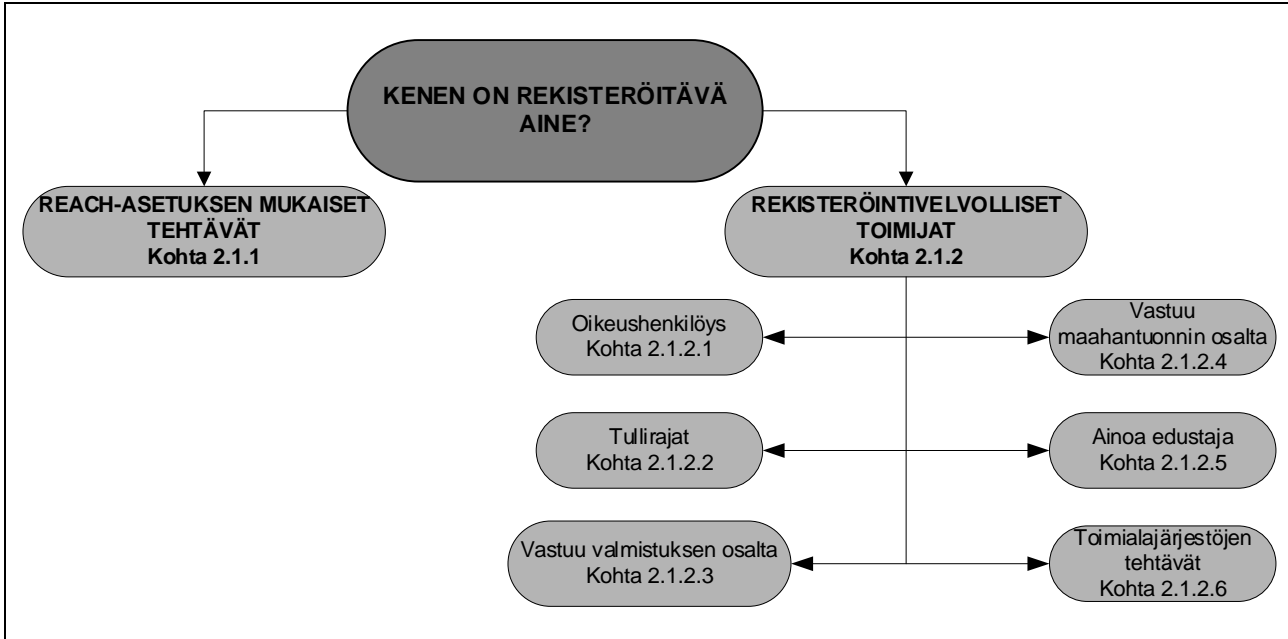 KENEN ON REKISTERÖITÄVÄ
AINE?
REACH-ASETUKSEN MUKAISET
TEHTÄVÄT
Kohta 2.1.1
REKISTERÖINTIVELVOLLISET
TOIMIJAT
Kohta 2.1.2
Oikeushenkilöys
Kohta 2.1.2.1
Vastuu
maahantuonnin osalta
Kohta 2.1.2.4
Tullirajat
Kohta 2.1.2.2
Ainoa edustaja
Kohta 2.1.2.5
Vastuu valmistuksen osalta
Kohta 2.1.2.3
Toimialajärjestöjen
tehtävät
Kohta 2.1.2.6